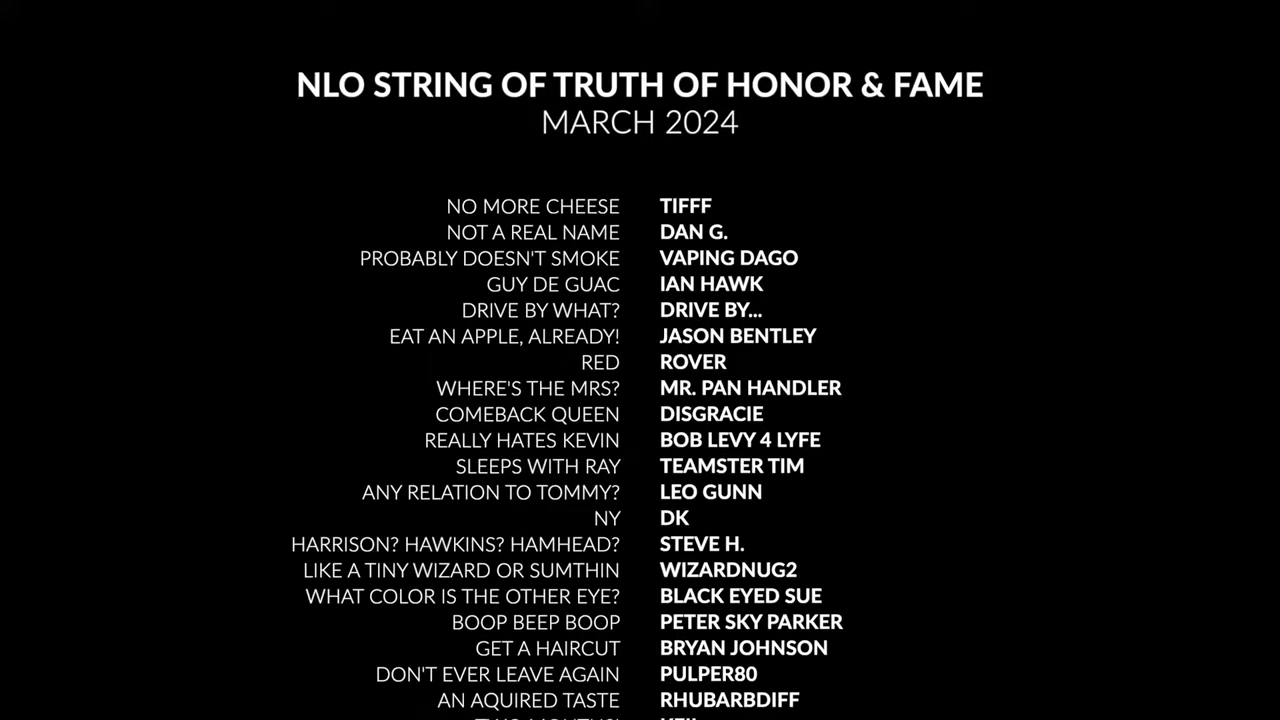 NLO STRING OF TRUTH OF HONOR & FAME
MARCH 2024
NO MORE CHEESE TIFFF
NOT A REAL NAME DAN G.
PROBABLY DOESN'T SMOKE VAPING DAGO
GUY DE GUAC IAN HAWK
DRIVE BY WHAT? DRIVE BY...
EAT AN APPLE, ALREADY! JASON BENTLEY
RED ROVER
WHERE'S THE MRS? MR. PAN HANDLER
COMEBACK QUEEN DISGRACIE
REALLY HATES KEVIN BOB LEVY 4 LYFE
SLEEPS WITH RAY TEAMSTER TIM
ANY RELATION TO TOMMY? LEO GUNN
NY DK
HARRISON? HAWKINS? HAMHEAD? STEVE H.
LIKE A TINY WIZARD OR SUMTHIN WIZARDNUG2
WHAT COLOR IS THE OTHER EYE? BLACK EYED SUE
BOOP BEEP BOOP PETER SKY PARKER
GET A HAIRCUT BRYAN JOHNSON
DON'T EVER LEAVE AGAIN PULPER80
AN AQUIRED TASTE RHUBARBDIFF